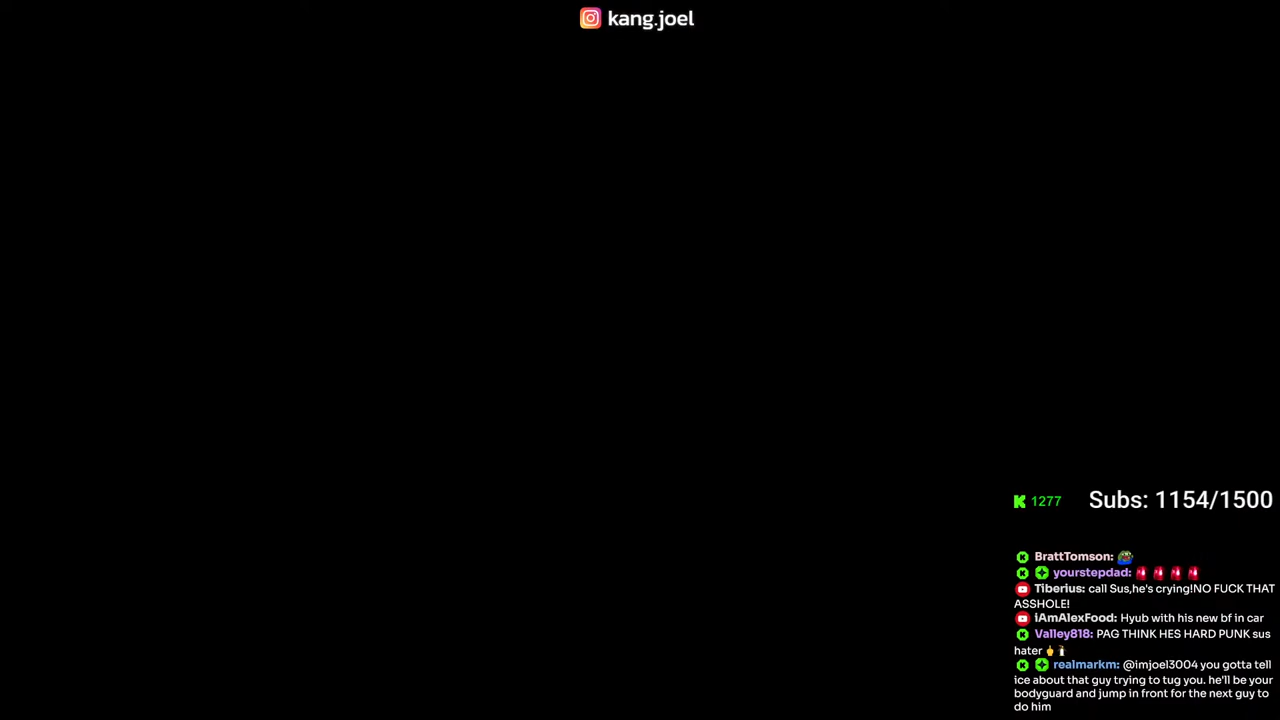 kang.joel
1277 Subs: 1154/1500
BrattTomson:
yourstepdad:
Tiberius: call Sus,he's crying!NO FUCK THAT
ASSHOLE!
iAmAlexFood: Hyub with his new bf in car
Valley818: PAG THINK HES HARD PUNK sus
hater
realmarkm: @imjoel3004 you gotta tell
ice about that guy trying to tug you. he'll be your
bodyguard and jump in front for the next guy to
do him